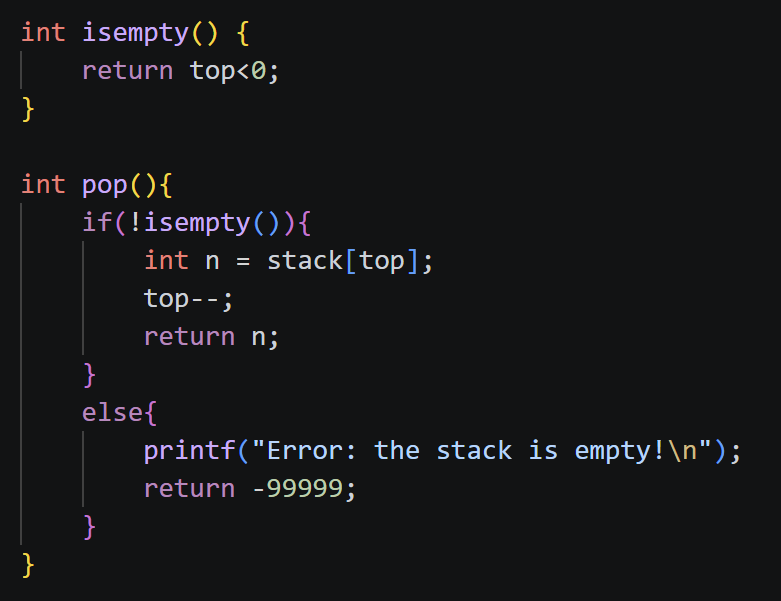 int isempty() {
    return top<0;
}

int pop(){
    if(!isempty()){
        int n = stack[top];
        top--;
        return n;
    }
    else{
        printf("Error: the stack is empty!\n");
        return -99999;
    }
}